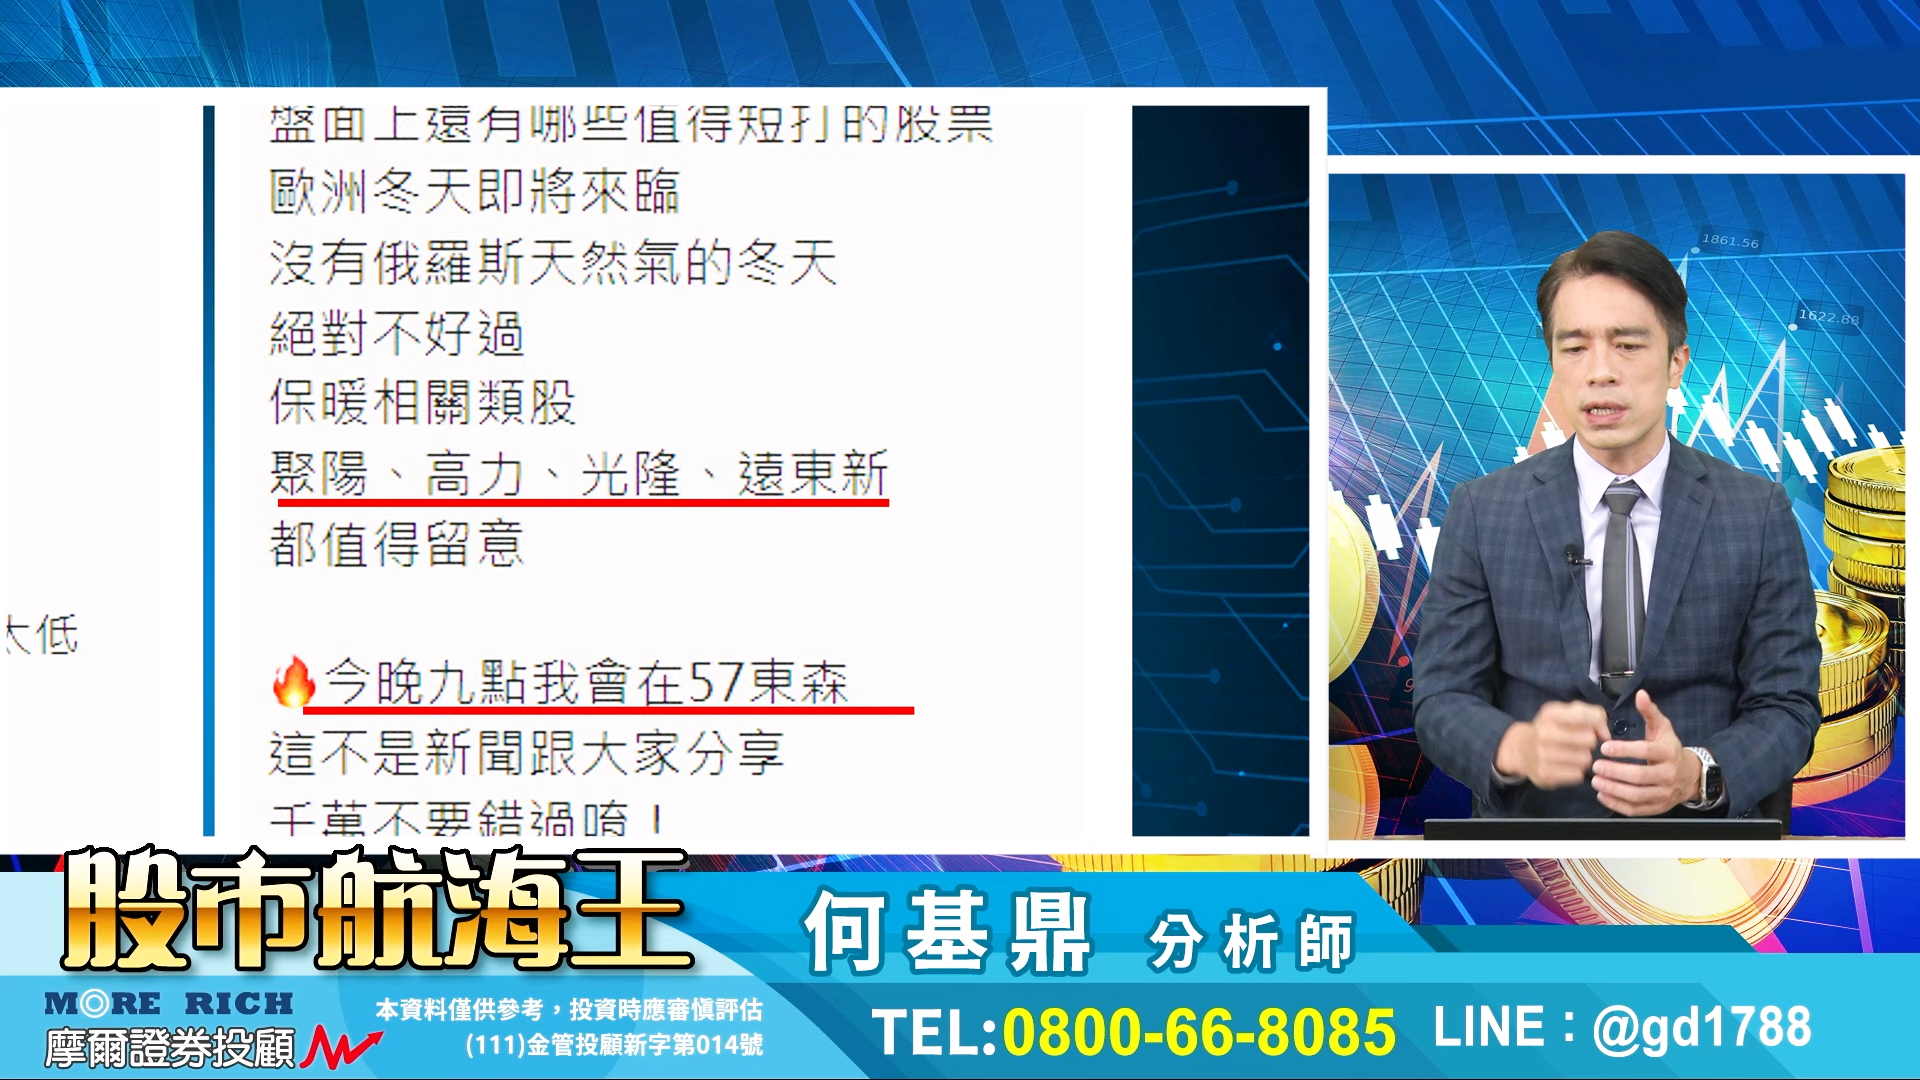 盤面上還有哪些值得短打的股票
歐洲冬天即將來臨
沒有俄羅斯天然氣的冬天
絕對不好過
保暖相關類股
聚陽、高力、光隆、遠東新
都值得留意
太低
🔥今晚九點我會在57東森
這不是新聞跟大家分享
千萬不要錯過唷！
1861.56
1622.88
股市航海王
何基鼎 分析師
MORE RICH
摩爾證券投顧
本資料僅供參考，投資時應審慎評估
(111)金管投顧新字第014號
TEL:0800-66-8085
LINE：@gd1788